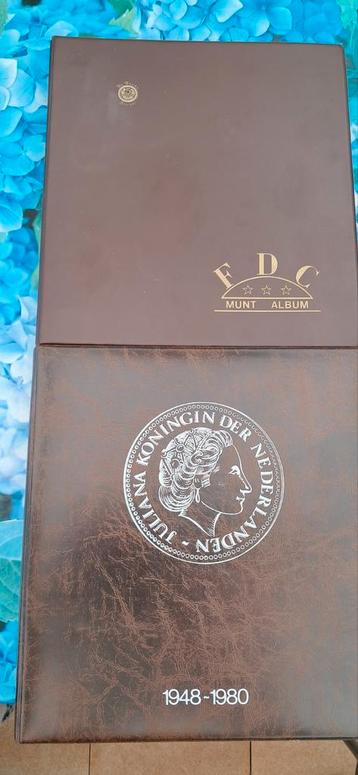 FDC
MUNT ALBUM
JULIANA KONINGIN DER NEDERLANDEN -
1948-1980